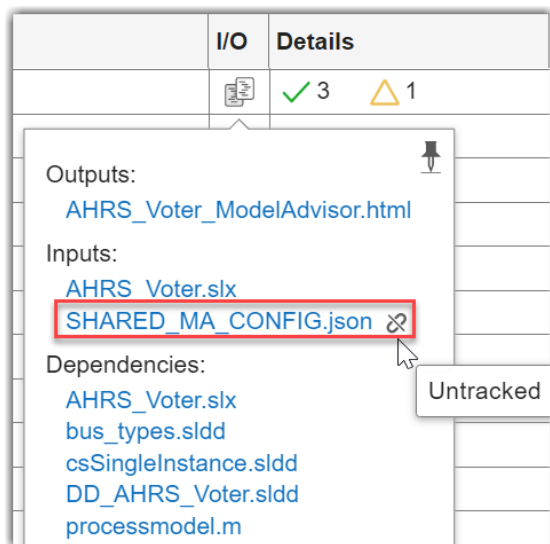 I/O Details
3 1
Outputs:
AHRS_Voter_ModelAdvisor.html
Inputs:
AHRS_Voter.slx
SHARED_MA_CONFIG.json
Untracked
Dependencies:
AHRS_Voter.slx
bus_types.sldd
csSingleInstance.sldd
DD_AHRS_Voter.sldd
processmodel.m